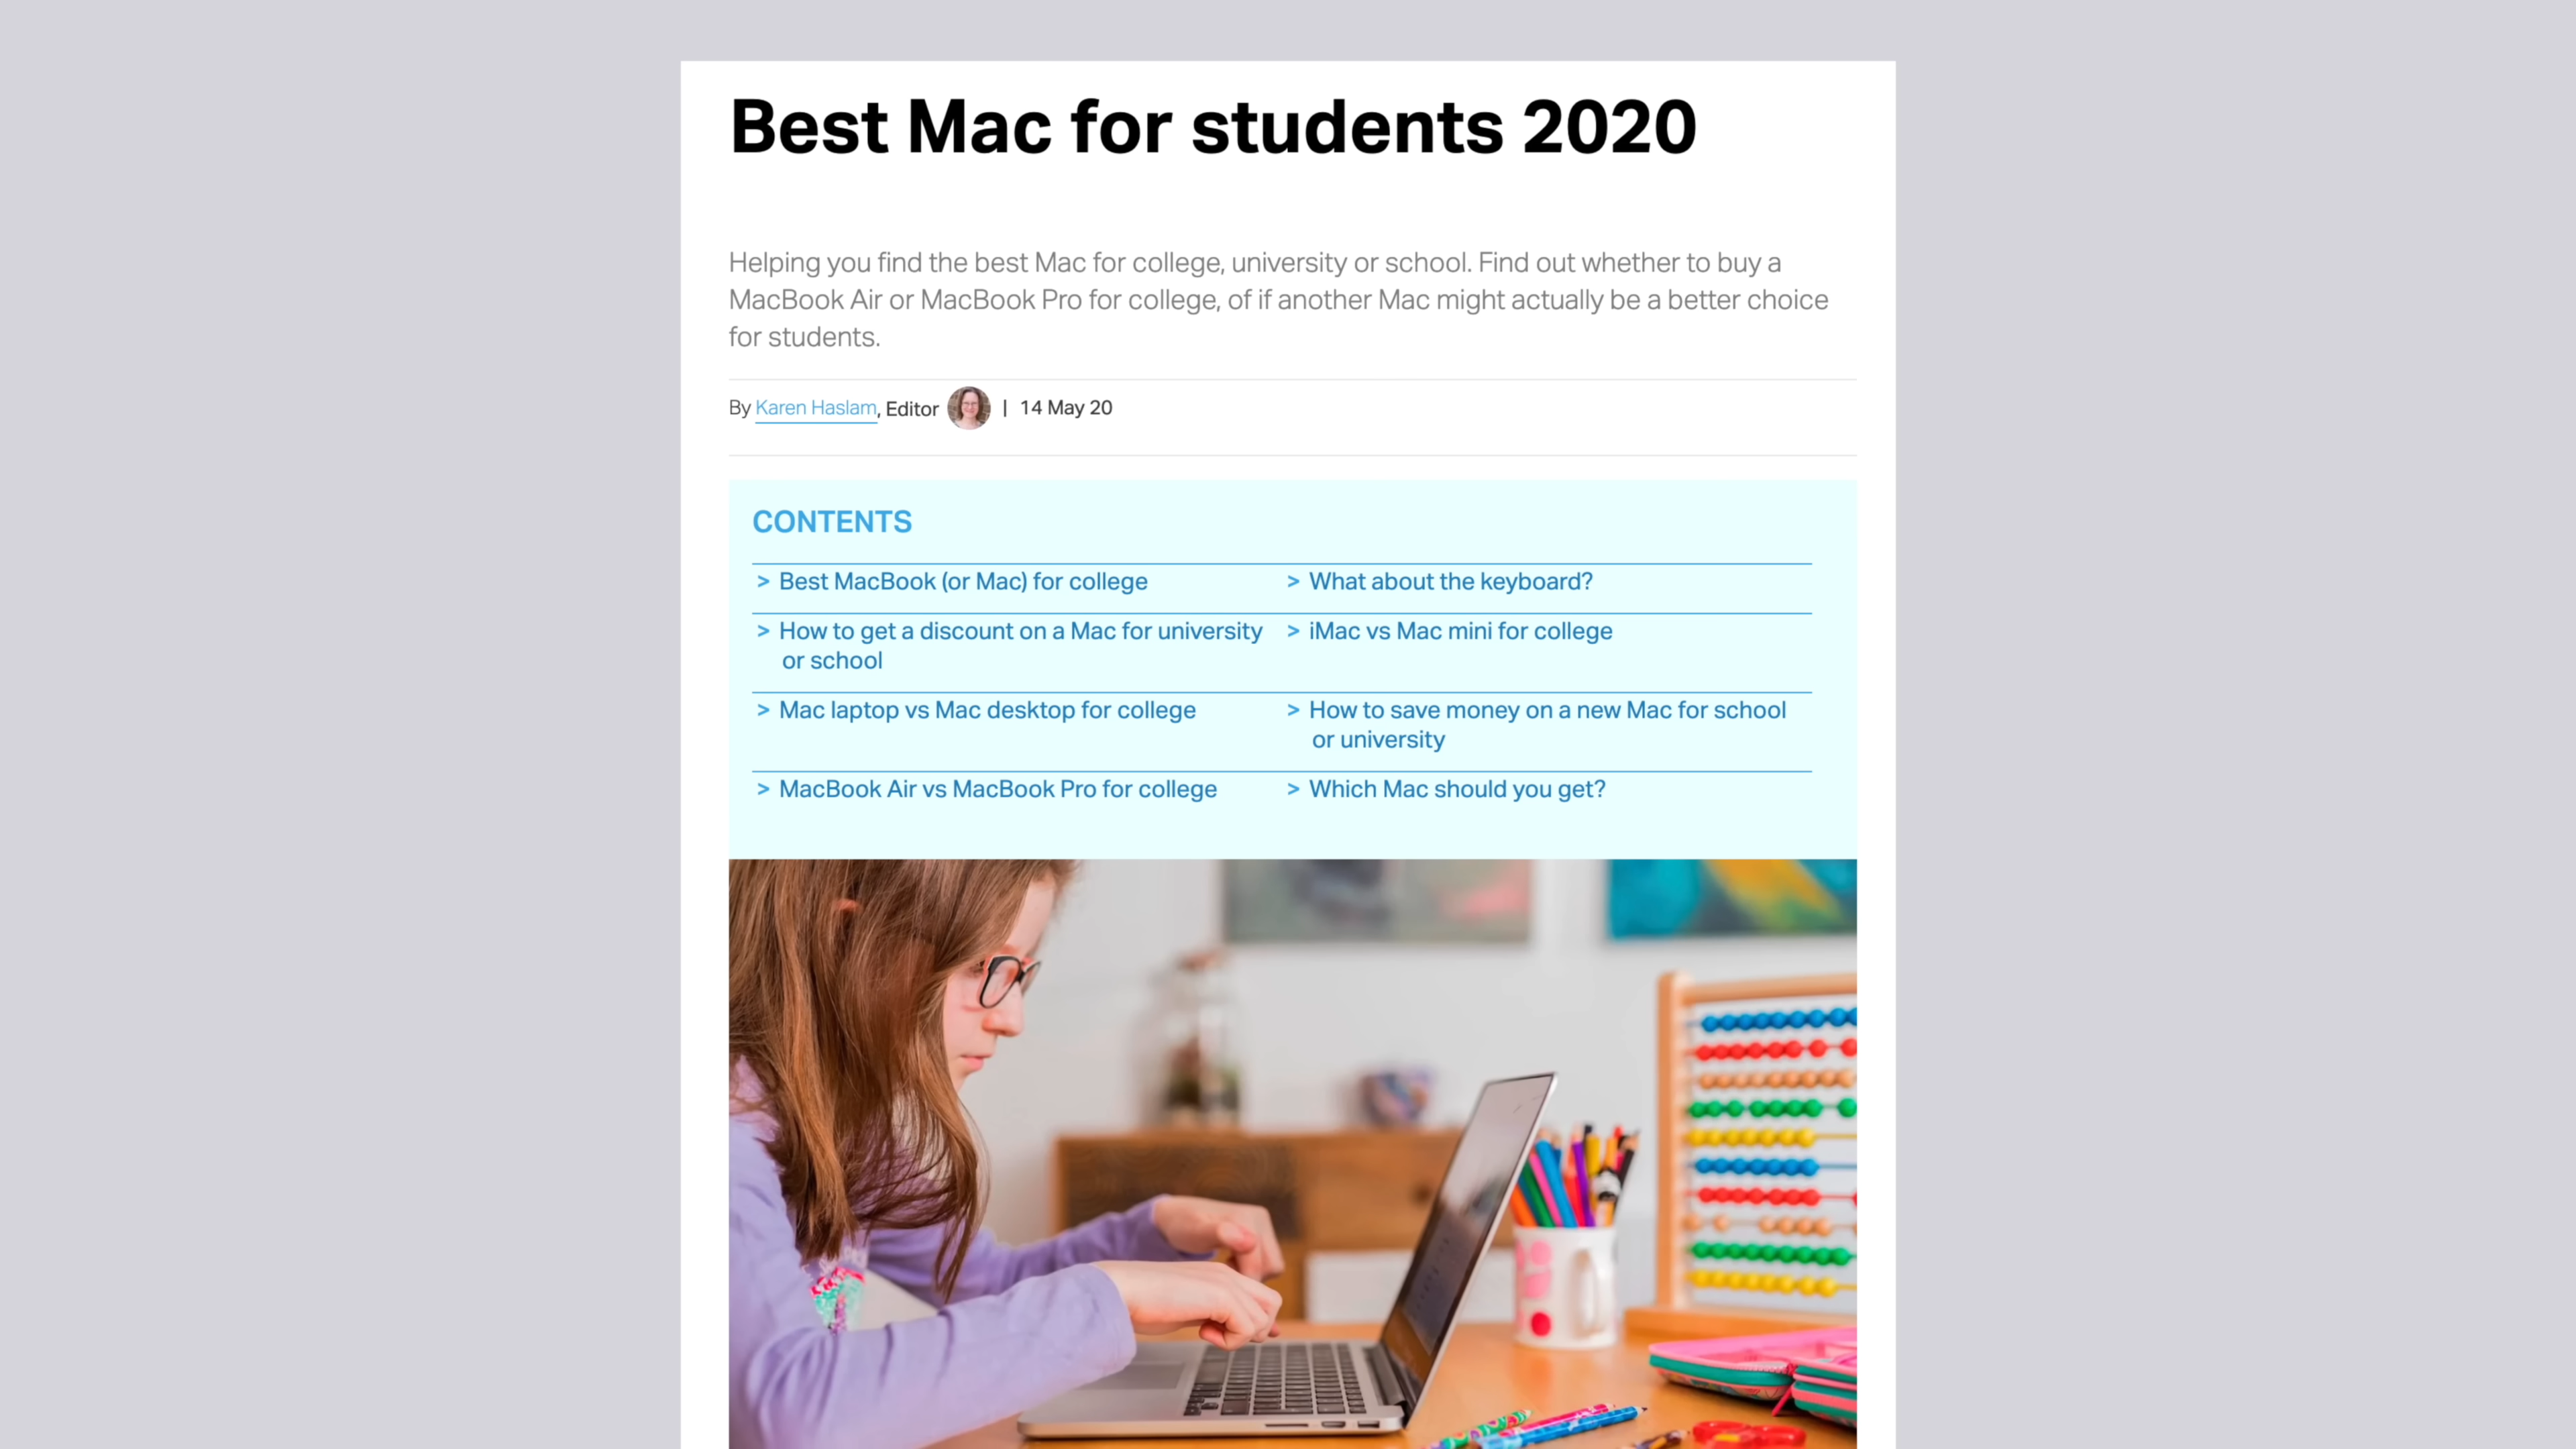 Best Mac for students 2020
Helping you find the best Mac for college, university or school. Find out whether to buy a
MacBook Air or MacBook Pro for college, of if another Mac might actually be a better choice
for students.
By Karen Haslam, Editor | 14 May 20
CONTENTS
> Best MacBook (or Mac) for college
> What about the keyboard?
> How to get a discount on a Mac for university
or school
> iMac vs Mac mini for college
> Mac laptop vs Mac desktop for college
> How to save money on a new Mac for school
or university
> MacBook Air vs MacBook Pro for college
> Which Mac should you get?